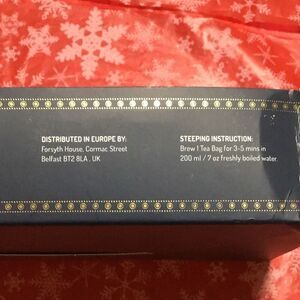 DISTRIBUTED IN EUROPE BY:
Forsyth House, Cormac Street
Belfast BT2 8LA . UK
STEEPING INSTRUCTION:
Brew 1 Tea Bag for 3-5 mins in
200 ml / 7 oz freshly boiled water.